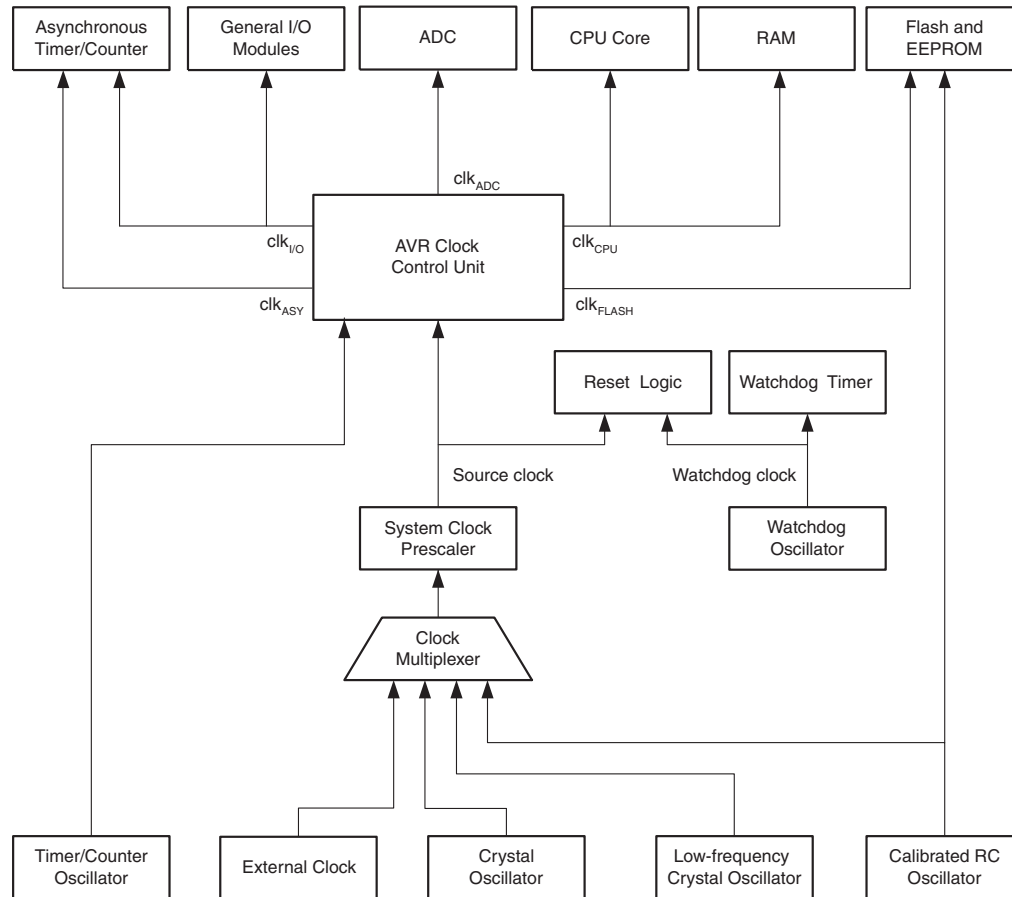 Asynchronous
Timer/Counter
General I/O
Modules
ADC
CPU Core
RAM
Flash and
EEPROM
clkADC
clkI/O
AVR Clock
Control Unit
clkCPU
clkASY
clkFLASH
Reset Logic
Watchdog Timer
Source clock
Watchdog clock
System Clock
Prescaler
Watchdog
Oscillator
Clock
Multiplexer
Timer/Counter
Oscillator
External Clock
Crystal
Oscillator
Low-frequency
Crystal Oscillator
Calibrated RC
Oscillator